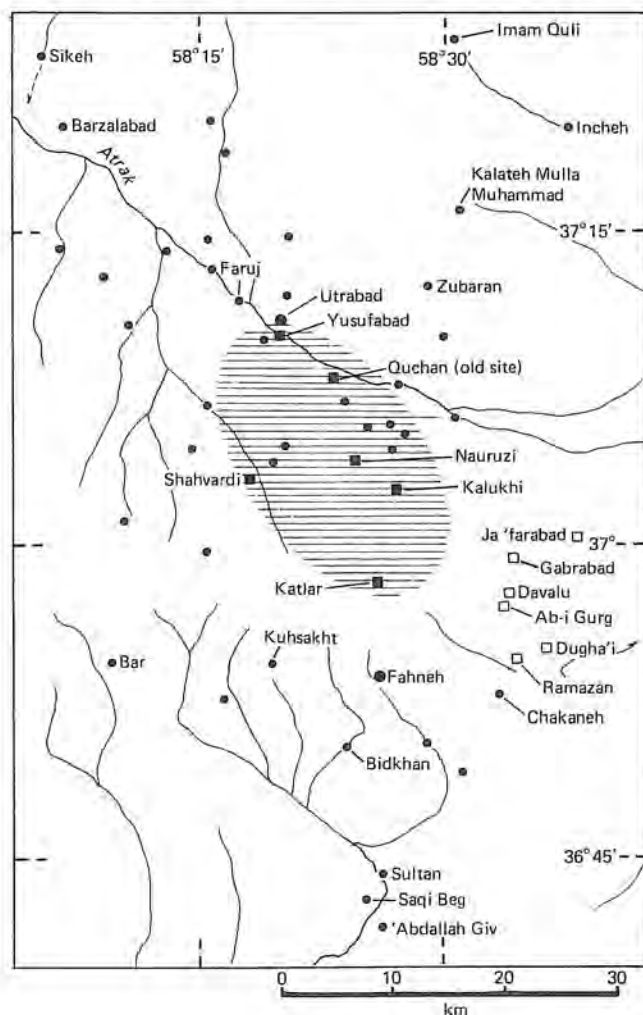 58°15'
58°30'
Imam Quli
Sikeh
Barzalabad
Incheh
Atrak
Kalateh Mulla
Muhammad
37°15'
Faruj
Zubaran
Utrabad
Yusufabad
Quchan (old site)
Nauruzi
Shahvardi
Kalukhi
Ja'farabad
37°
Gabrabad
Katlar
Davalu
Ab-i Gurg
Kuhsakht
Dugha'i
Bar
Fahneh
Ramazan
Chakaneh
Bidkhan
36°45'
Sultan
Saqi Beg
'Abdallah Giv
0 10 20 30
km